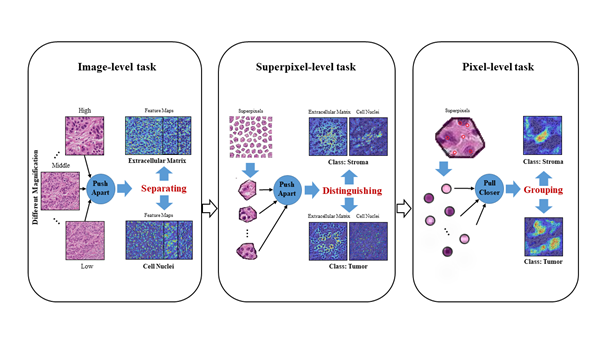 Image-level task
Different Magnification
High
Middle
Low
Push
Apart
Feature Maps
Extracellular Matrix
Separating
Feature Maps
Cell Nuclei
Superpixel-level task
Superpixels
Push
Apart
Extracellular Matrix Cell Nuclei
Class: Stroma
Distinguishing
Extracellular Matrix Cell Nuclei
Class: Tumor
Pixel-level task
Superpixels
Pull
Closer
Class: Stroma
Grouping
Class: Tumor